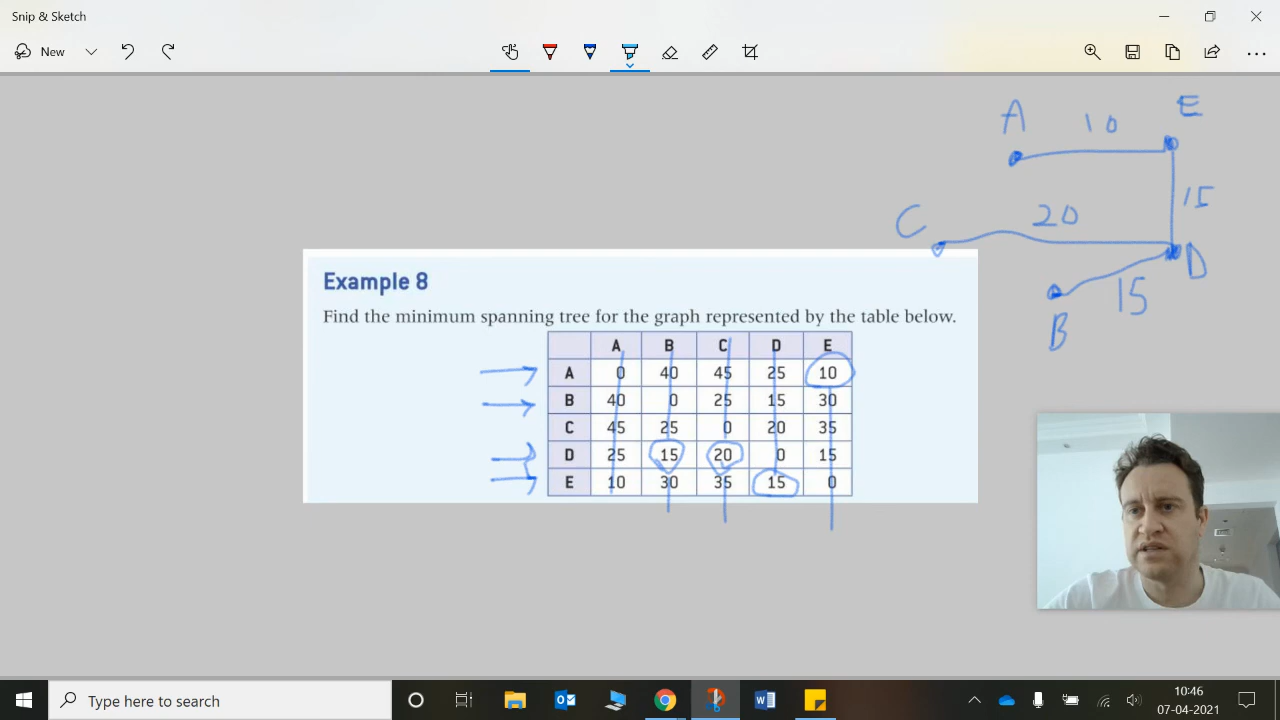 Snip & Sketch
New
A 10 E
15
C 20 D
15
B
Example 8
Find the minimum spanning tree for the graph represented by the table below.
A B C D E
A 0 40 45 25 10
B 40 0 25 15 30
C 45 25 0 20 35
D 25 15 20 0 15
E 10 30 35 15 0
Type here to search
10:46
07-04-2021